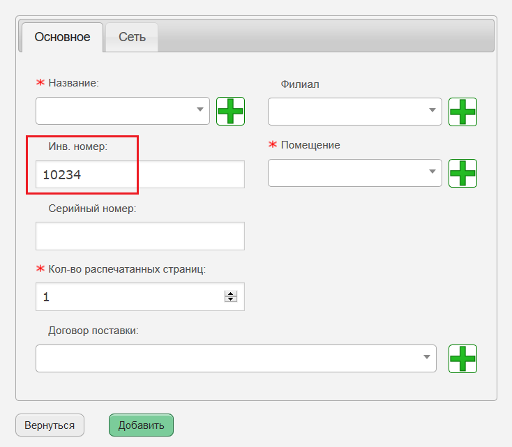 Основное Сеть
* Название: Филиал
Инв. номер: * Помещение
10234
Серийный номер:
* Кол-во распечатанных страниц:
1
Договор поставки:
Вернуться Добавить